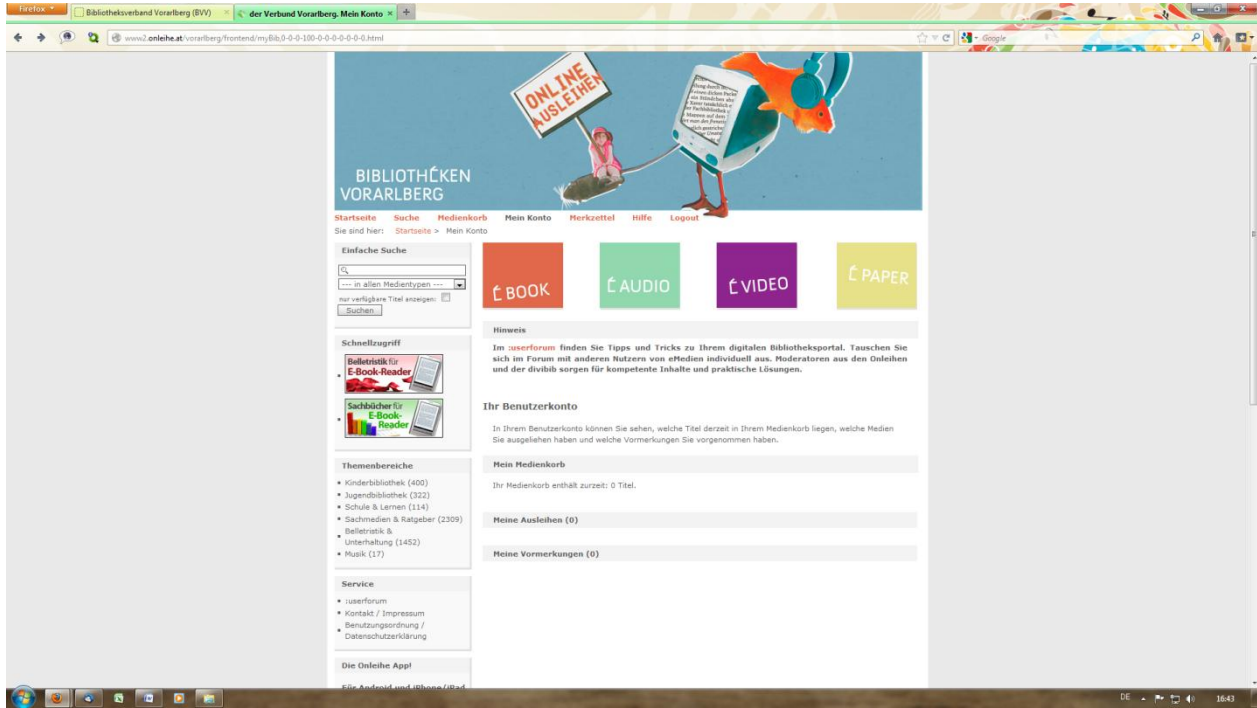 Firefox
Bibliotheksverband Vorarlberg (BVV)
der Verbund Vorarlberg. Mein Konto
www2.onleihe.at/vorarlberg/frontend/myBib,0-0-0-100-0-0-0-0-0-0-0.html
Google
ONLINE
AUSLEIHEN
BIBLIOTHÉKEN
VORARLBERG
Startseite Suche Medienkorb Mein Konto Merkzettel Hilfe Logout
Sie sind hier: Startseite > Mein Konto
Einfache Suche
--- in allen Medientypen ---
nur verfügbare Titel anzeigen:
Suchen
Schnellzugriff
Belletristik für
E-Book-Reader
Sachbücher für
E-Book-
Reader
Themenbereiche
Kinderbibliothek (400)
Jugendbibliothek (322)
Schule & Lernen (114)
Sachmedien & Ratgeber (2309)
Belletristik &
Unterhaltung (1452)
Musik (17)
Service
:userforum
Kontakt / Impressum
Benutzungsordnung /
Datenschutzerklärung
Die Onleihe App!
Für Android und iPhone/iPad
É BOOK
É AUDIO
É VIDEO
É PAPER
Hinweis
Im :userforum finden Sie Tipps und Tricks zu Ihrem digitalen Bibliotheksportal. Tauschen Sie
sich im Forum mit anderen Nutzern von eMedien individuell aus. Moderatoren aus den Onleihen
und der divibib sorgen für kompetente Inhalte und praktische Lösungen.
Ihr Benutzerkonto
In Ihrem Benutzerkonto können Sie sehen, welche Titel derzeit in Ihrem Medienkorb liegen, welche Medien
Sie ausgeliehen haben und welche Vormerkungen Sie vorgenommen haben.
Mein Medienkorb
Ihr Medienkorb enthält zurzeit: 0 Titel.
Meine Ausleihen (0)
Meine Vormerkungen (0)
DE
16:43